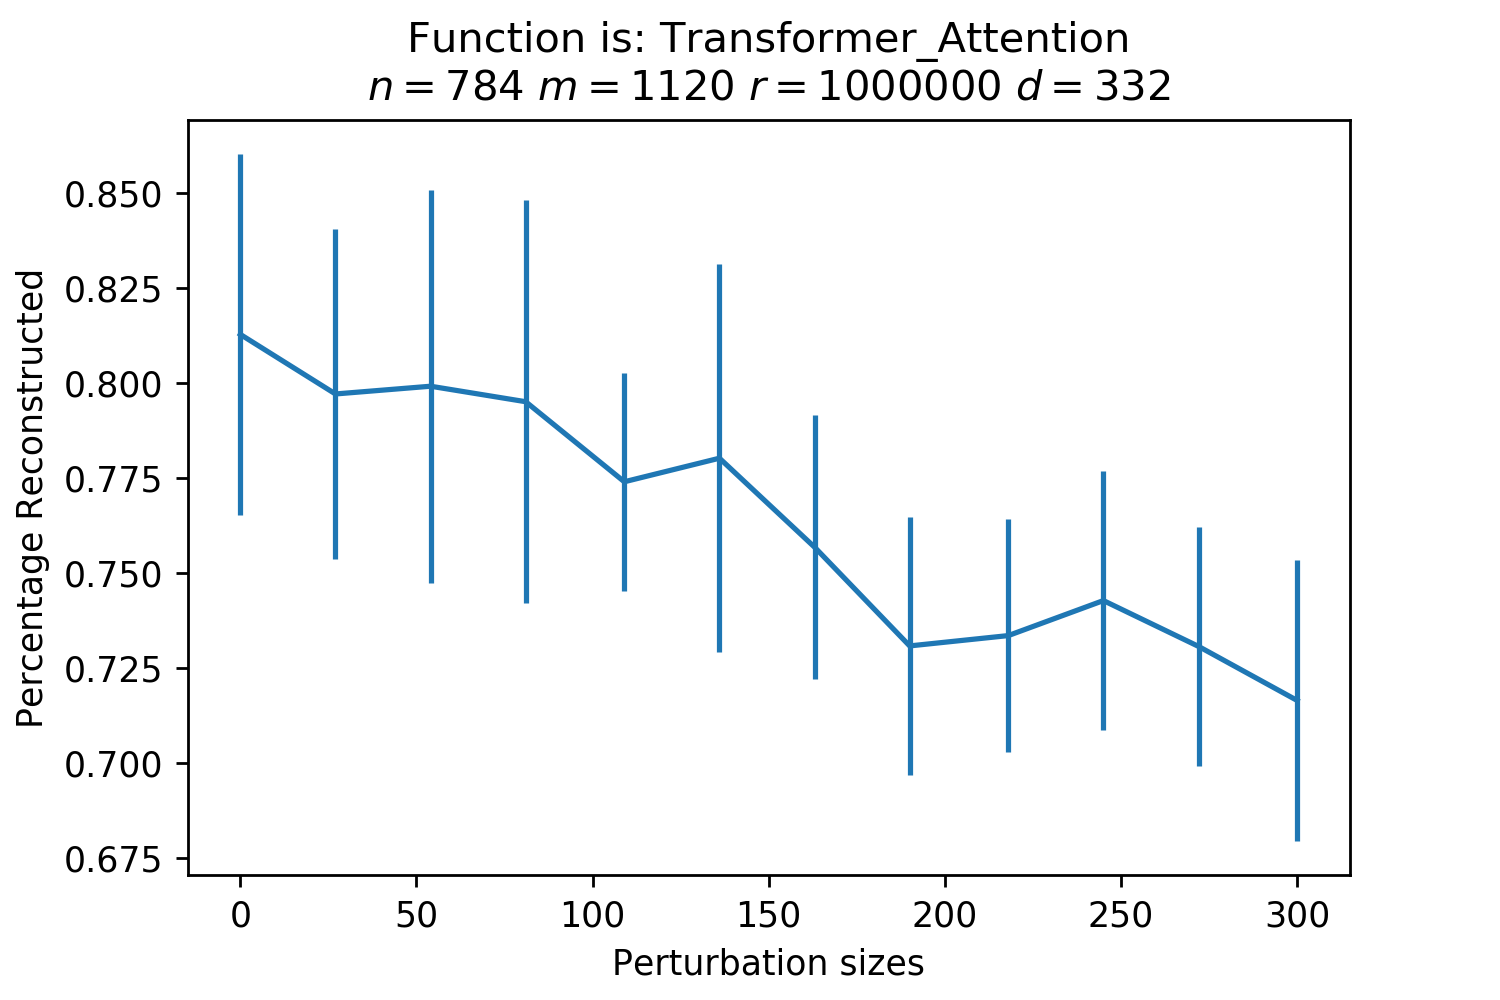 Function is: Transformer_Attention
n = 784 m = 1120 r = 1000000 d = 332
Percentage Reconstructed
0.850
0.825
0.800
0.775
0.750
0.725
0.700
0.675
0 50 100 150 200 250 300
Perturbation sizes